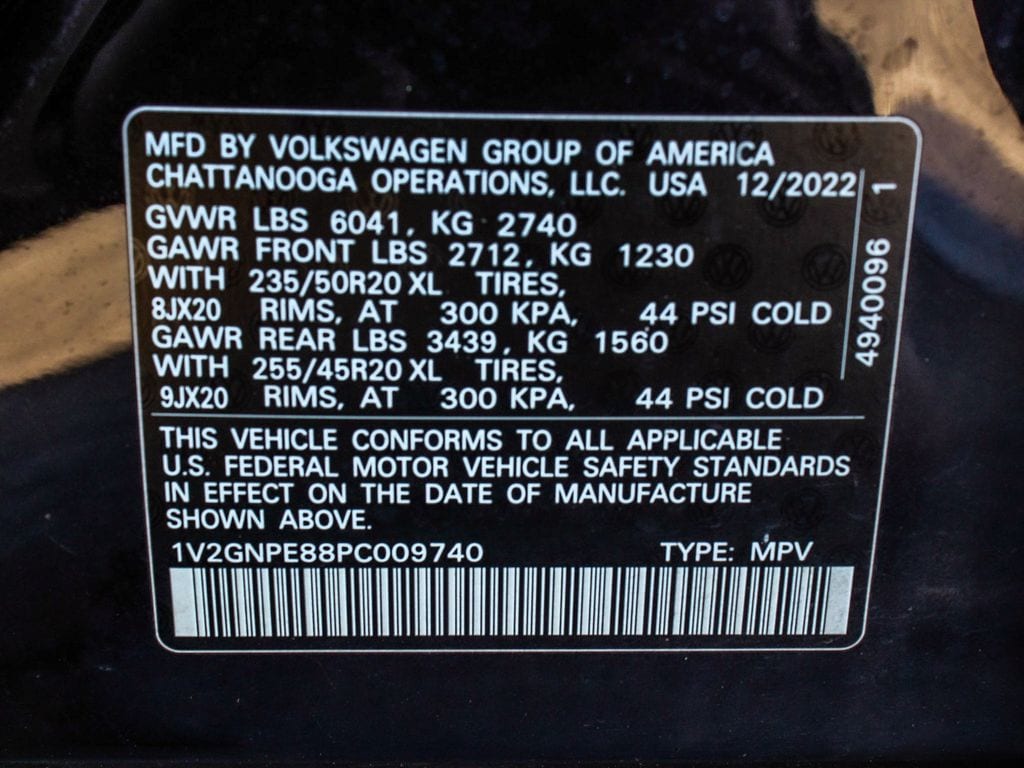 MFD BY VOLKSWAGEN GROUP OF AMERICA
CHATTANOOGA OPERATIONS, LLC. USA 12/2022
GVWR LBS 6041, KG 2740
GAWR FRONT LBS 2712, KG 1230
WITH 235/50R20 XL TIRES,
8JX20 RIMS, AT 300 KPA, 44 PSI COLD
GAWR REAR LBS 3439, KG 1560
WITH 255/45R20 XL TIRES,
9JX20 RIMS, AT 300 KPA, 44 PSI COLD
4940096 1
THIS VEHICLE CONFORMS TO ALL APPLICABLE
U.S. FEDERAL MOTOR VEHICLE SAFETY STANDARDS
IN EFFECT ON THE DATE OF MANUFACTURE
SHOWN ABOVE.
1V2GNPE88PC009740 TYPE: MPV